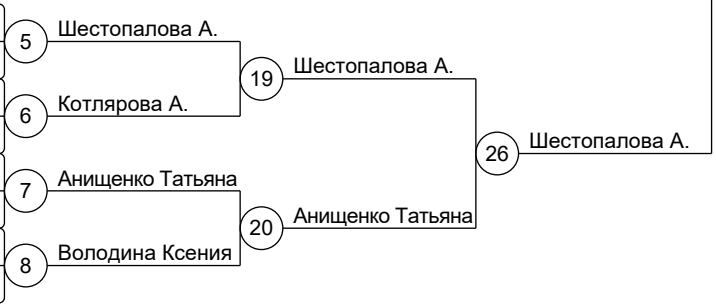 5 Шестопалова А.
19 Шестопалова А.
6 Котлярова А.
26 Шестопалова А.
7 Анищенко Татьяна
20 Анищенко Татьяна
8 Володина Ксения